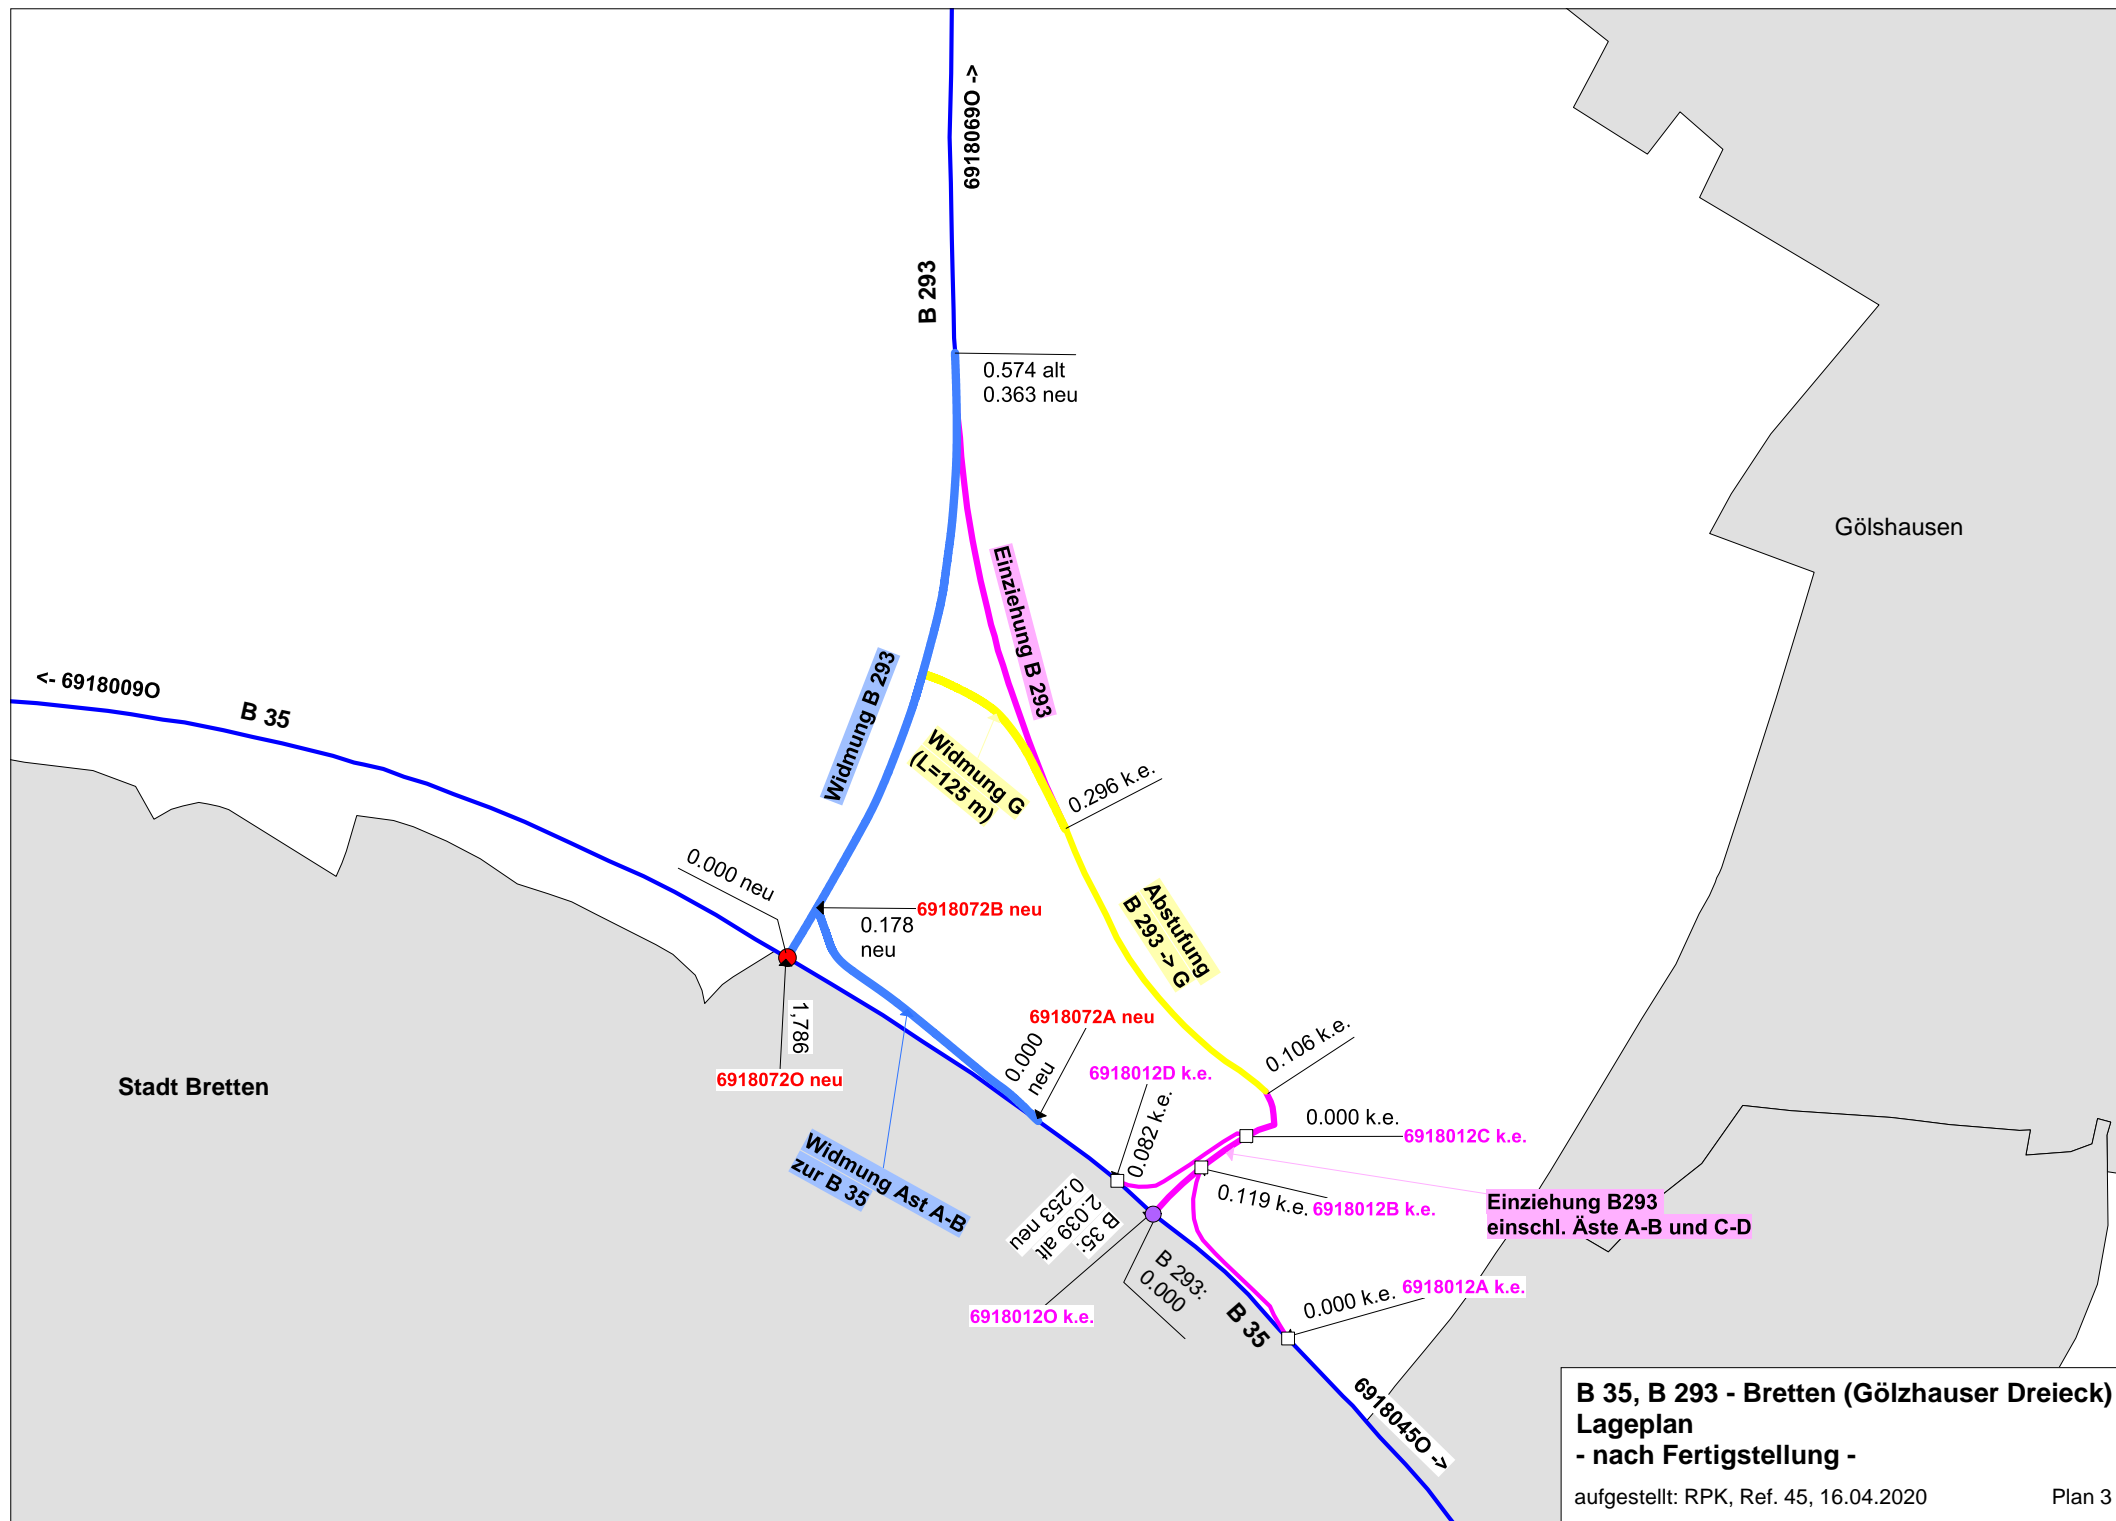 6918069O ->
B 293
0.574 alt
0.363 neu
Gölshausen
Einziehung B 293
Widmung B 293
<- 6918009O
B 35
Widmung G
(L=125 m)
0.296 k.e.
0.000 neu
6918072B neu
0.178
neu
Abstufung
B 293 -> G
1,786
6918072O neu
6918072A neu
0.000
neu
Stadt Bretten
Widmung Ast A-B
zur B 35
0.106 k.e.
6918012D k.e.
0.082 k.e.
0.000 k.e.
6918012C k.e.
0.119 k.e.
6918012B k.e.
Einziehung B293
einschl. Äste A-B und C-D
B 35:
2.039 alt
0.253 neu
B 293:
0.000
6918012O k.e.
0.000 k.e.
6918012A k.e.
B 35
6918045O ->
B 35, B 293 - Bretten (Gölzhauser Dreieck)
Lageplan
- nach Fertigstellung -
aufgestellt: RPK, Ref. 45, 16.04.2020
Plan 3